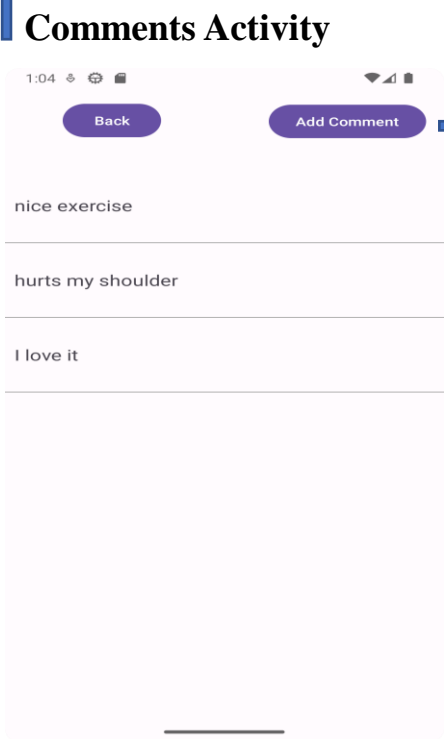 Comments Activity
1:04
Back Add Comment
nice exercise
hurts my shoulder
I love it